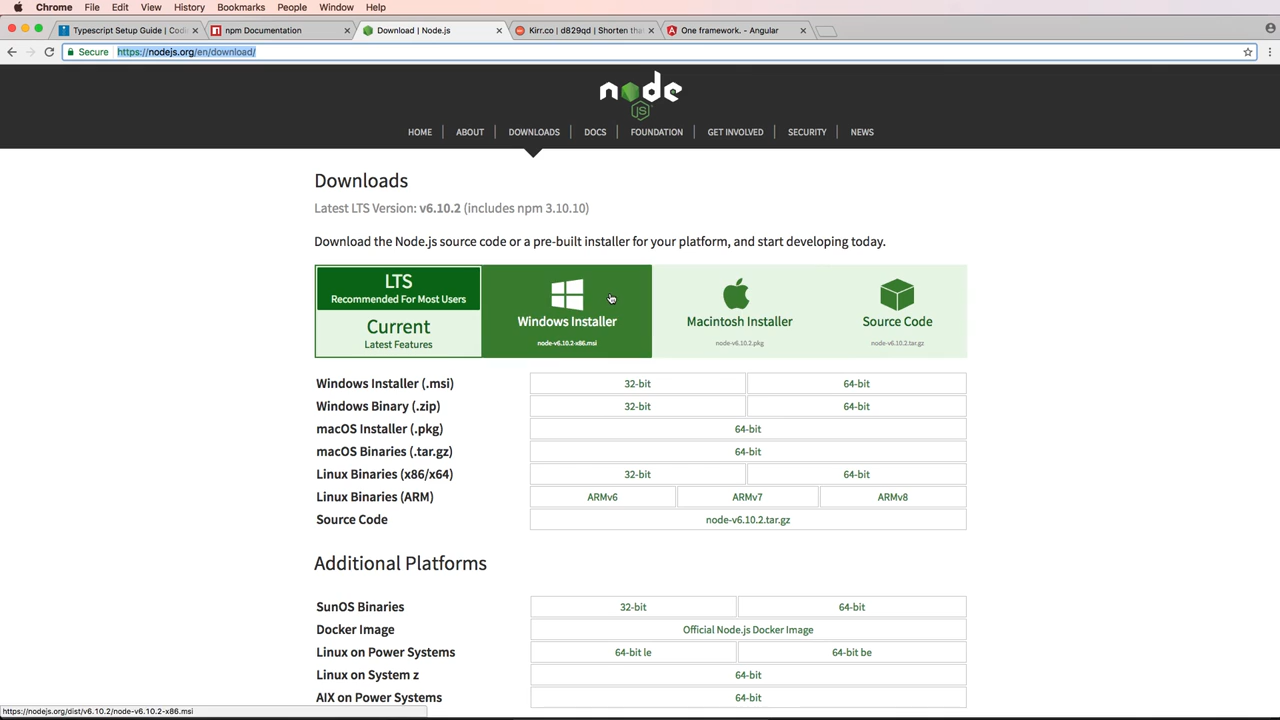 Chrome File Edit View History Bookmarks People Window Help
Typescript Setup Guide | Codi npm Documentation Download | Node.js Kirr.co | d829qd | Shorten tha One framework. - Angular
Secure https://nodejs.org/en/download/
node
JS
HOME ABOUT DOWNLOADS DOCS FOUNDATION GET INVOLVED SECURITY NEWS
Downloads
Latest LTS Version: v6.10.2 (includes npm 3.10.10)
Download the Node.js source code or a pre-built installer for your platform, and start developing today.
LTS
Recommended For Most Users
Current
Latest Features
Windows Installer
node-v6.10.2-x86.msi
Macintosh Installer
node-v6.10.2.pkg
Source Code
node-v6.10.2.tar.gz
Windows Installer (.msi) 32-bit 64-bit
Windows Binary (.zip) 32-bit 64-bit
macOS Installer (.pkg) 64-bit
macOS Binaries (.tar.gz) 64-bit
Linux Binaries (x86/x64) 32-bit 64-bit
Linux Binaries (ARM) ARMv6 ARMv7 ARMv8
Source Code node-v6.10.2.tar.gz
Additional Platforms
SunOS Binaries 32-bit 64-bit
Docker Image Official Node.js Docker Image
Linux on Power Systems 64-bit le 64-bit be
Linux on System z 64-bit
AIX on Power Systems 64-bit
https://nodejs.org/dist/v6.10.2/node-v6.10.2-x86.msi